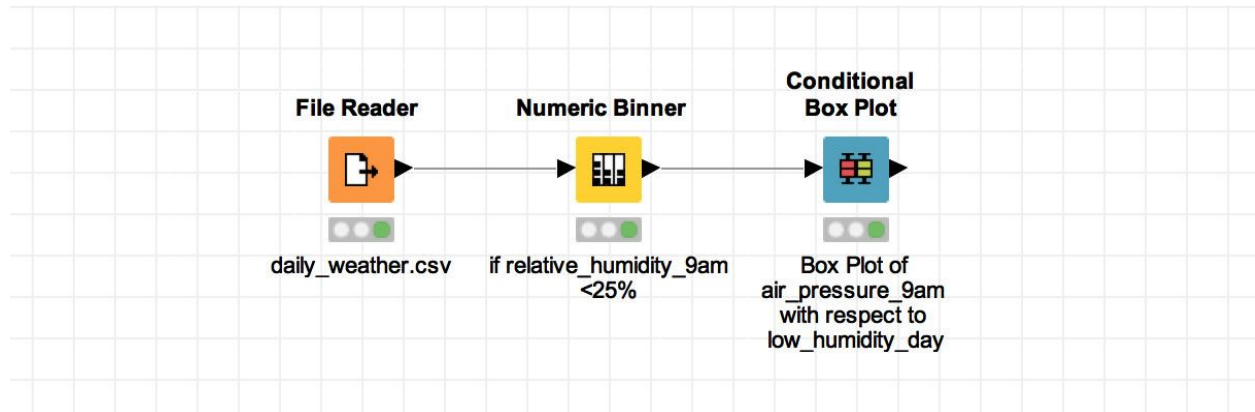 File Reader
Numeric Binner
Conditional
Box Plot
daily_weather.csv
if relative_humidity_9am
<25%
Box Plot of
air_pressure_9am
with respect to
low_humidity_day